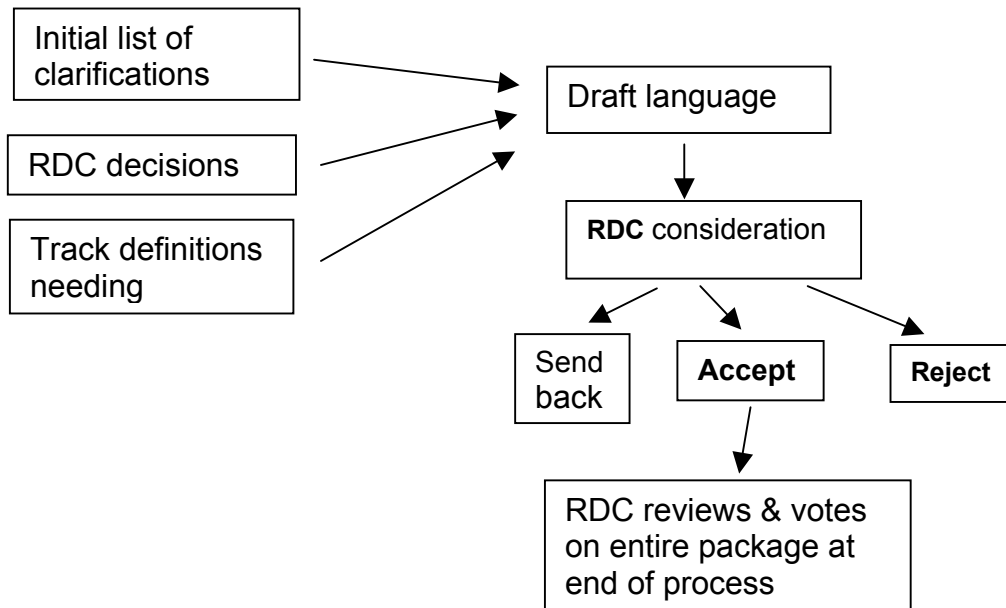 Initial list of
clarifications
Draft language
RDC decisions
Track definitions
needing
RDC consideration
Send
back
Accept
Reject
RDC reviews & votes
on entire package at
end of process